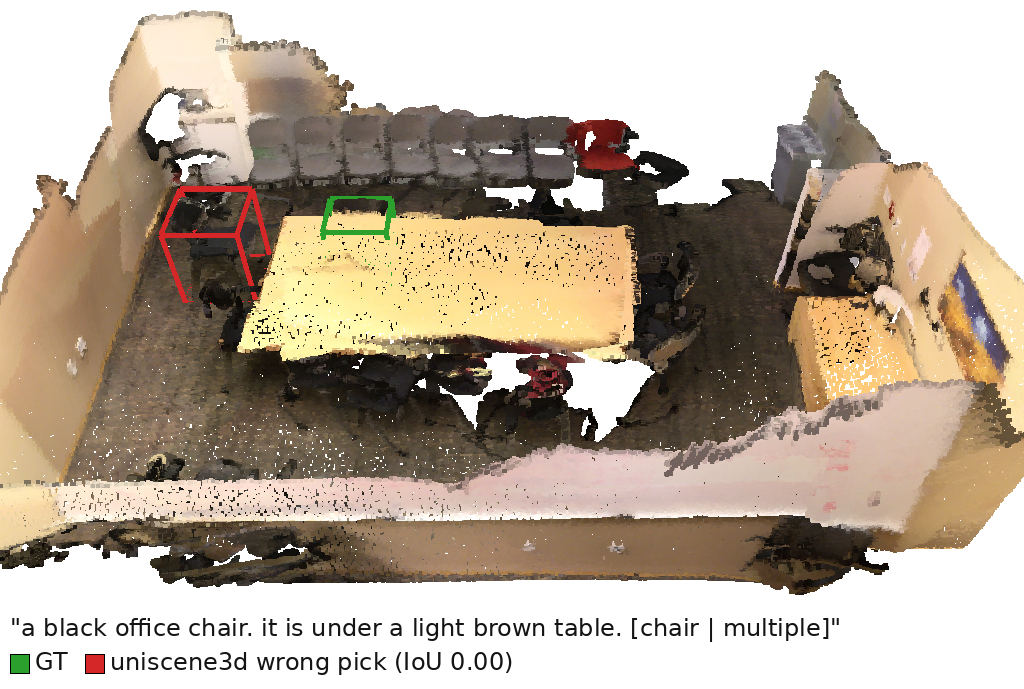 "a black office chair. it is under a light brown table. [chair | multiple]"
GT uniscene3d wrong pick (IoU 0.00)